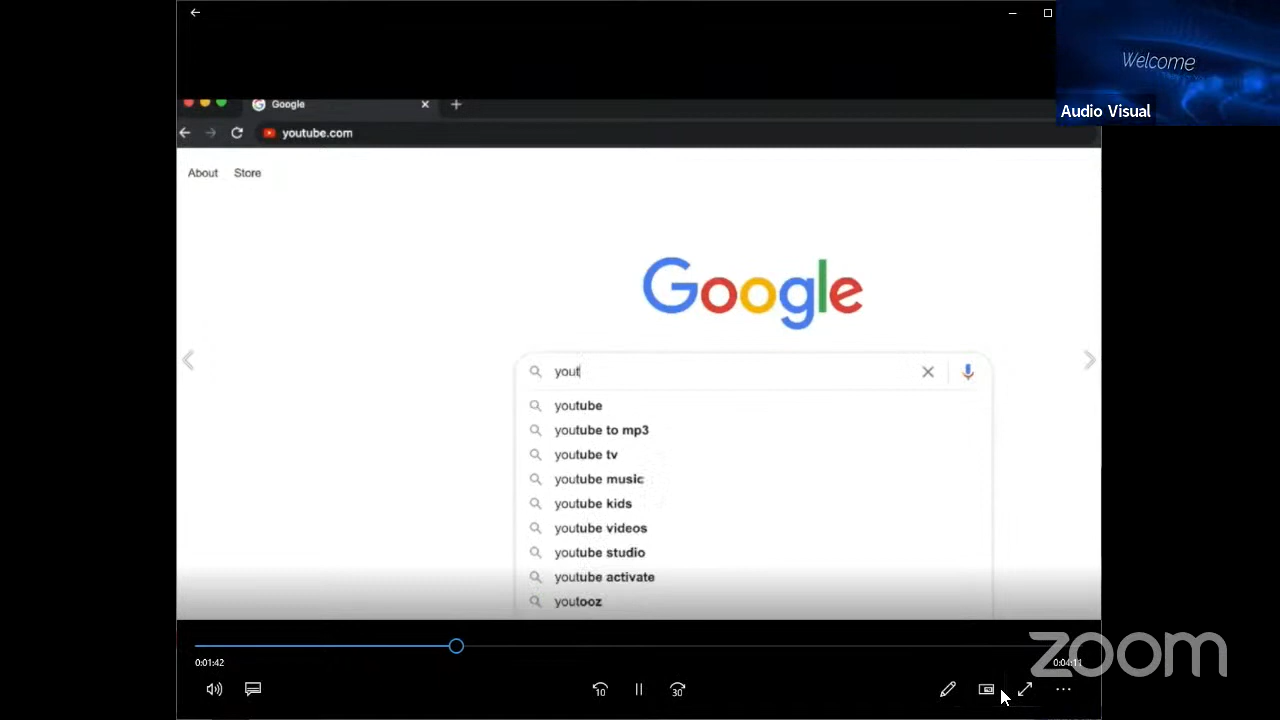 Welcome
Audio Visual
Google
youtube.com
About Store
Google
yout
youtube
youtube to mp3
youtube tv
youtube music
youtube kids
youtube videos
youtube studio
youtube activate
youtooz
0:01:42
0:04:11
10
30
zoom